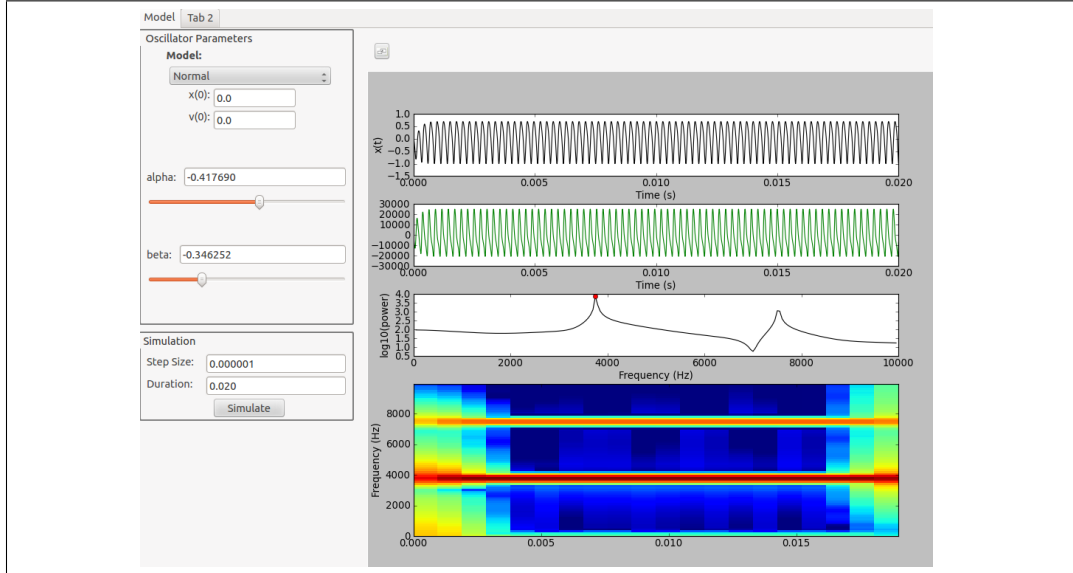 Model Tab 2
Oscillator Parameters
Model:
Normal
x(0): 0.0
v(0): 0.0
alpha: -0.417690
beta: -0.346252
Simulation
Step Size: 0.000001
Duration: 0.020
Simulate
1.0
0.5
0.0
−0.5
−1.0
−1.5
x(t)
0.000 0.005 0.010 0.015 0.020
Time (s)
30000
20000
10000
0
−10000
−20000
−30000
0.000 0.005 0.010 0.015 0.020
Time (s)
4.0
3.5
3.0
2.5
2.0
1.5
1.0
0.5
log10(power)
0 2000 4000 6000 8000 10000
Frequency (Hz)
8000
6000
4000
2000
0
Frequency (Hz)
0.000 0.005 0.010 0.015